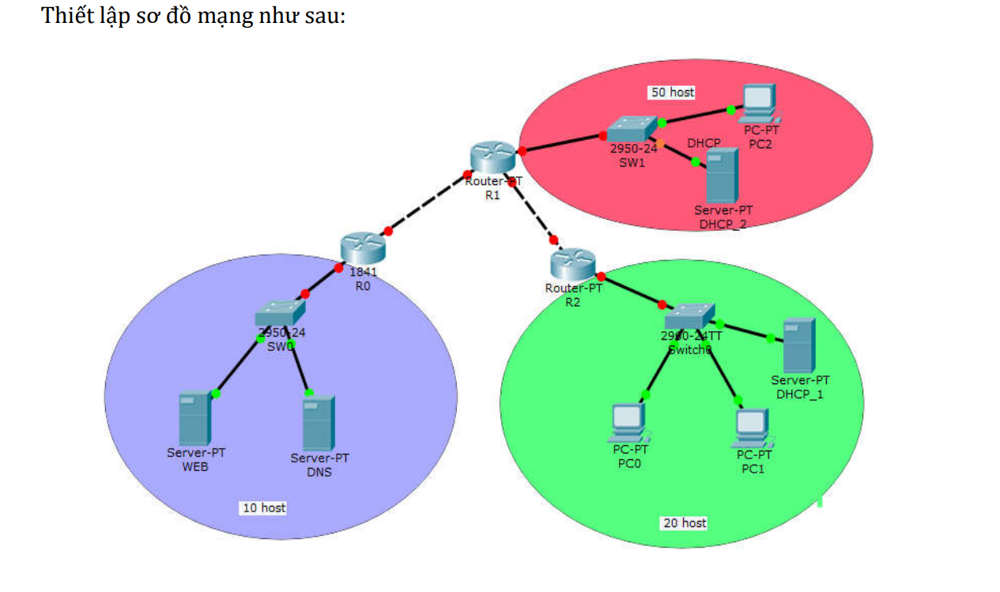 Thiết lập sơ đồ mạng như sau:
50 host
PC-PT
PC2
DHCP
2950-24
SW1
Router-PT
R1
Server-PT
DHCP_2
1841
R0
Router-PT
R2
2950-24
SW0
2960-24TT
Switch0
Server-PT
DHCP_1
Server-PT
WEB
Server-PT
DNS
PC-PT
PC0
PC-PT
PC1
10 host
20 host